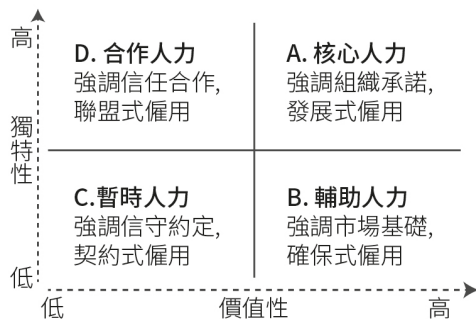 高
D. 合作人力
強調信任合作,
聯盟式僱用
A. 核心人力
強調組織承諾,
發展式僱用
獨特性
C.暫時人力
強調信守約定,
契約式僱用
B. 輔助人力
強調市場基礎,
確保式僱用
低
低
價值性
高